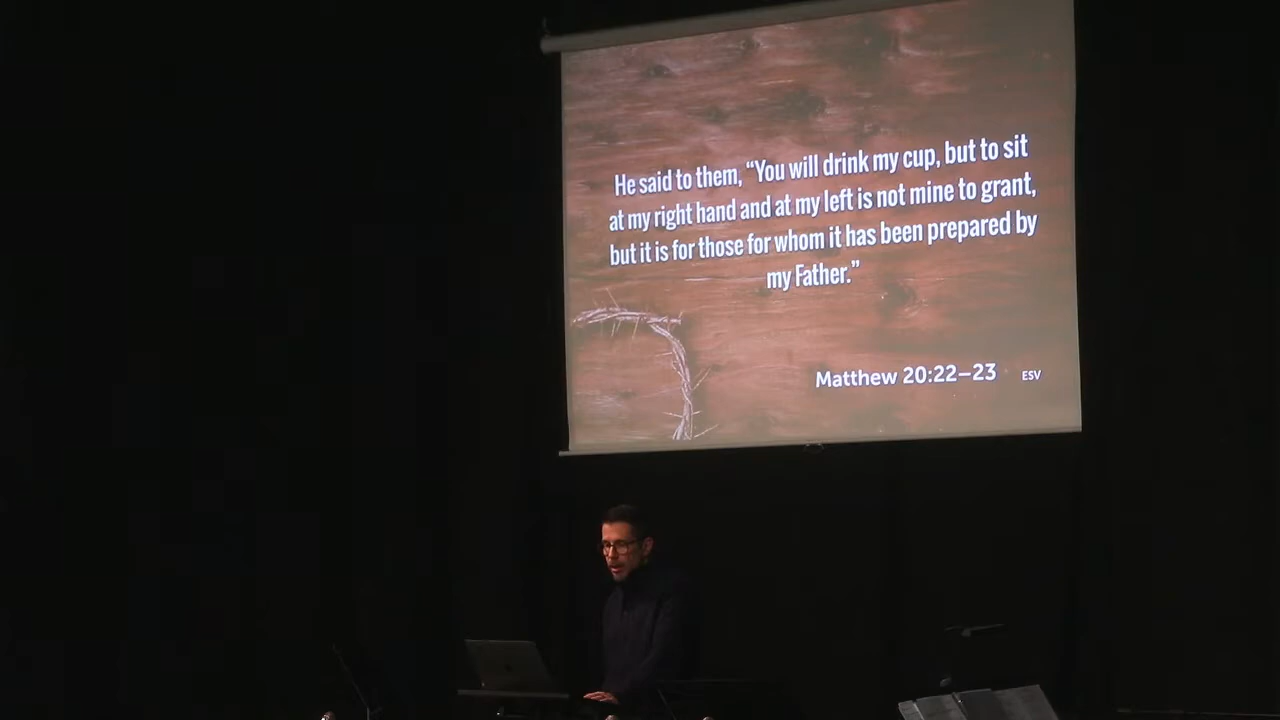 He said to them, “You will drink my cup, but to sit
at my right hand and at my left is not mine to grant,
but it is for those for whom it has been prepared by
my Father.”
Matthew 20:22–23 ESV